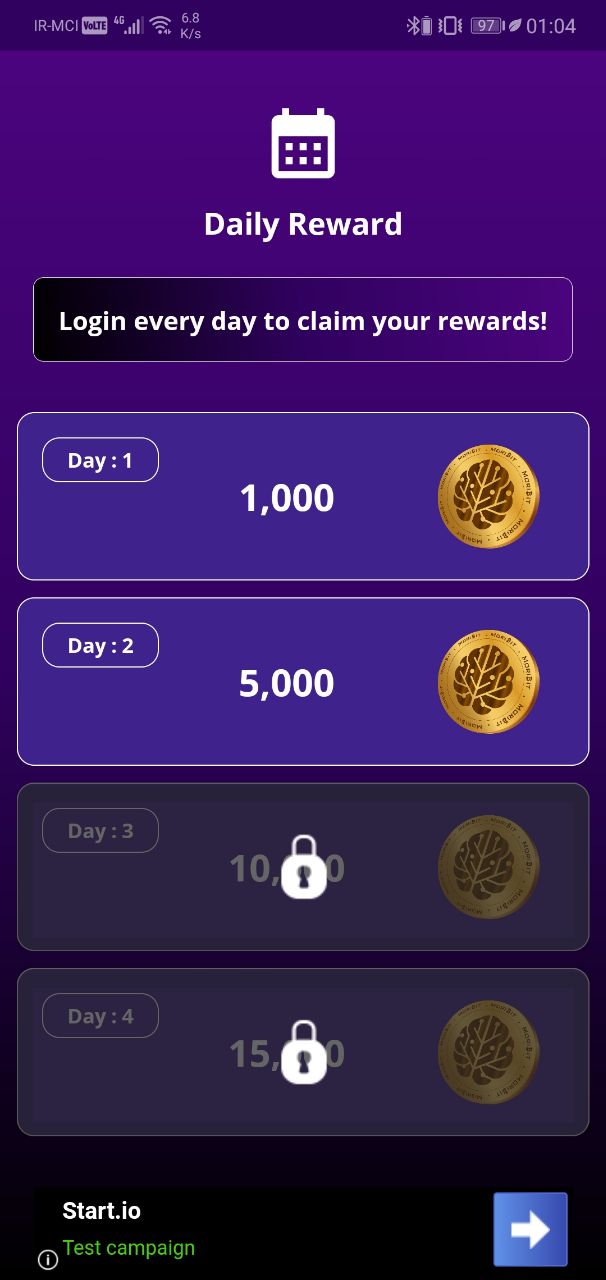 IR-MCI VoLTE 4G 6.8 K/s 97 01:04
Daily Reward
Login every day to claim your rewards!
Day : 1
1,000
MORIBIT
Day : 2
5,000
MORIBIT
Day : 3
10,
0
MORIBIT
Day : 4
15,
0
MORIBIT
Start.io
Test campaign